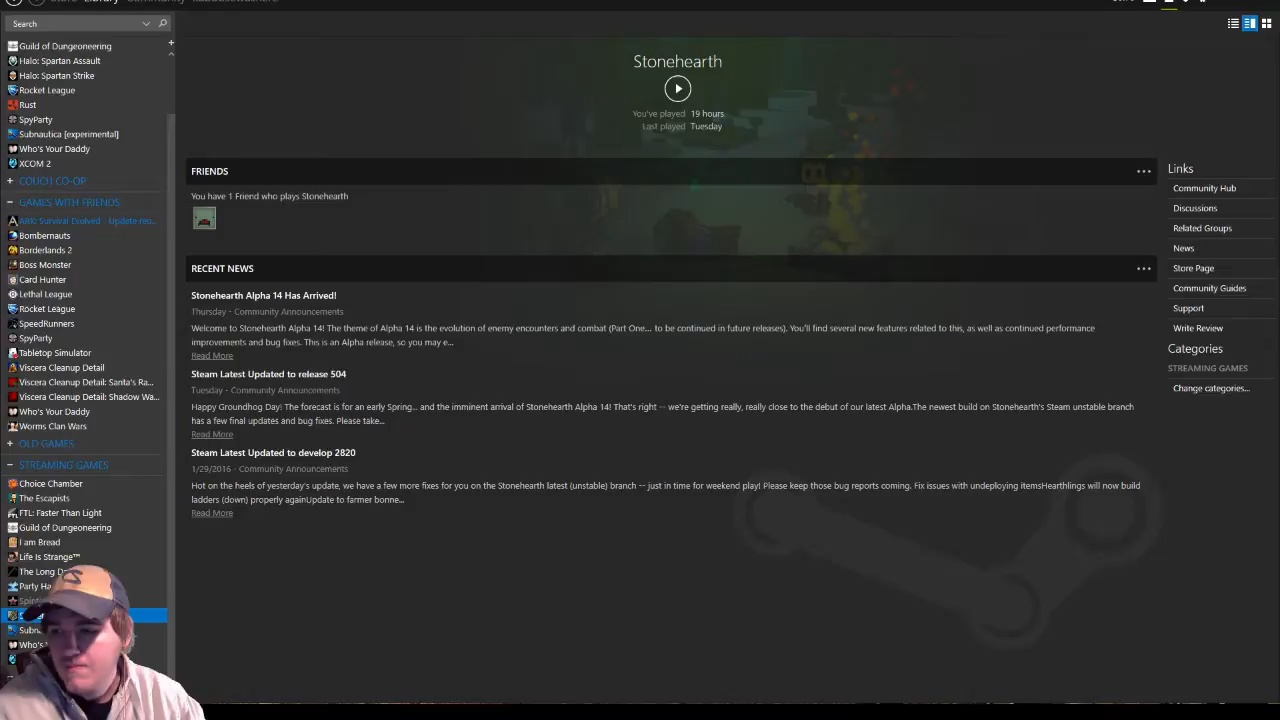 Search
Guild of Dungeoneering
Halo: Spartan Assault
Halo: Spartan Strike
Rocket League
Rust
SpyParty
Subnautica [experimental]
Who's Your Daddy
XCOM 2
+ COUCH CO-OP
− GAMES WITH FRIENDS
ARK: Survival Evolved - Update req...
Bombernauts
Borderlands 2
Boss Monster
Card Hunter
Lethal League
Rocket League
SpeedRunners
SpyParty
Tabletop Simulator
Viscera Cleanup Detail
Viscera Cleanup Detail: Santa's Ra...
Viscera Cleanup Detail: Shadow Wa...
Who's Your Daddy
Worms Clan Wars
+ OLD GAMES
− STREAMING GAMES
Choice Chamber
The Escapists
FTL: Faster Than Light
Guild of Dungeoneering
I am Bread
Life Is Strange™
The Long D
Party Ha
Subn
Who's
Stonehearth
You've played 19 hours
Last played Tuesday
FRIENDS
You have 1 Friend who plays Stonehearth
RECENT NEWS
Stonehearth Alpha 14 Has Arrived!
Thursday - Community Announcements
Welcome to Stonehearth Alpha 14! The theme of Alpha 14 is the evolution of enemy encounters and combat (Part One... to be continued in future releases). You'll find several new features related to this, as well as continued performance
improvements and bug fixes. This is an Alpha release, so you may e...
Read More
Steam Latest Updated to release 504
Tuesday - Community Announcements
Happy Groundhog Day! The forecast is for an early Spring... and the imminent arrival of Stonehearth Alpha 14! That's right -- we're getting really, really close to the debut of our latest Alpha.The newest build on Stonehearth's Steam unstable branch
has a few final updates and bug fixes. Please take...
Read More
Steam Latest Updated to develop 2820
1/29/2016 - Community Announcements
Hot on the heels of yesterday's update, we have a few more fixes for you on the Stonehearth latest (unstable) branch -- just in time for weekend play! Please keep those bug reports coming. Fix issues with undeploying itemsHearthlings will now build
ladders (down) properly againUpdate to farmer bonne...
Read More
Links
Community Hub
Discussions
Related Groups
News
Store Page
Community Guides
Support
Write Review
Categories
STREAMING GAMES
Change categories...